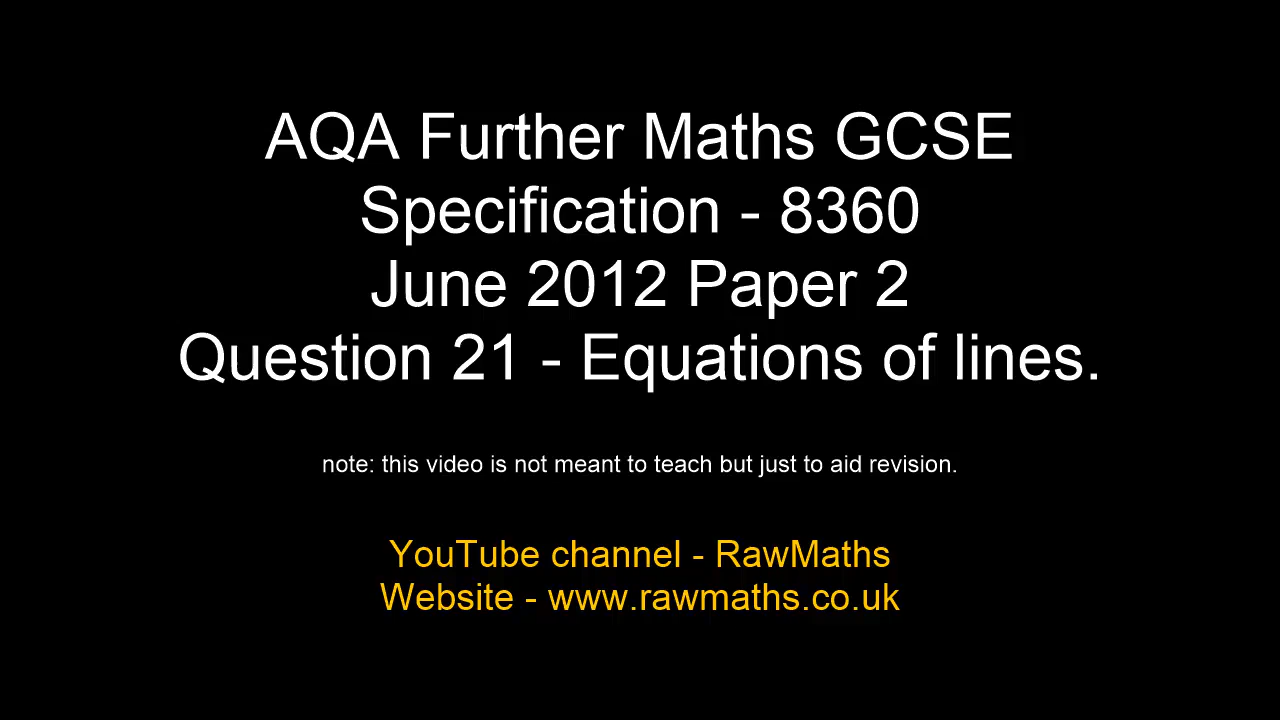 AQA Further Maths GCSE
Specification - 8360
June 2012 Paper 2
Question 21 - Equations of lines.
note: this video is not meant to teach but just to aid revision.
YouTube channel - RawMaths
Website - www.rawmaths.co.uk